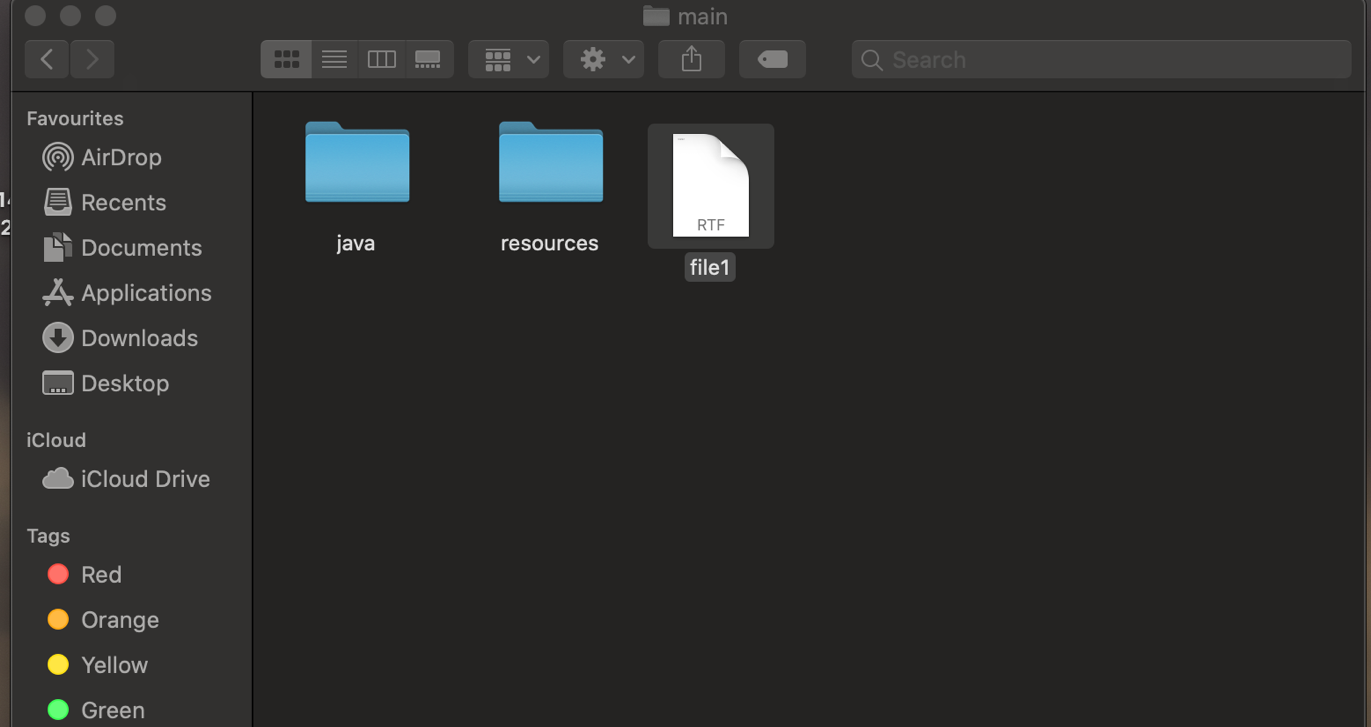 main
Search
Favourites
AirDrop
Recents
Documents
Applications
Downloads
Desktop
iCloud
iCloud Drive
Tags
Red
Orange
Yellow
Green
java
resources
RTF
file1